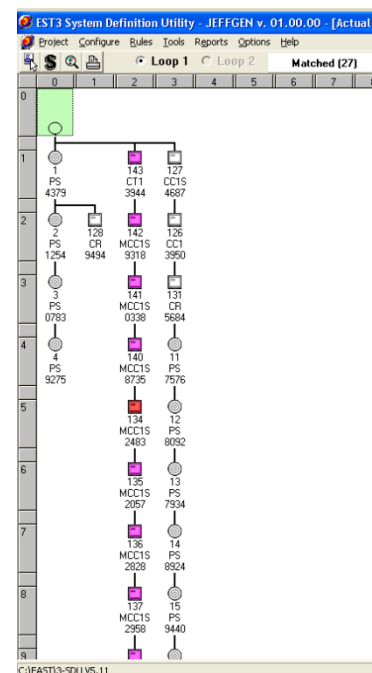 EST3 System Definition Utility - JEFFGEN v. 01.00.00 - [Actual
Project Configure Rules Tools Reports Options Help
S Loop 1 Loop 2 Matched (27)
0 1 2 3 4 5 6 7
0
1
1 143 127
PS CT1 CC1S
4379 3944 4687
2
2 128 142 126
PS CR MCC1S CC1
1254 9494 9318 3950
3
3 141 131
PS MCC1S CR
0783 0338 5684
4
4 140 11
PS MCC1S PS
9275 8735 7576
5
134 12
MCC1S PS
2483 8092
6
135 13
MCC1S PS
2057 7934
7
136 14
MCC1S PS
2828 8924
8
137 15
MCC1S PS
2958 9440
9
C:\FAST\3-SDU V5.11